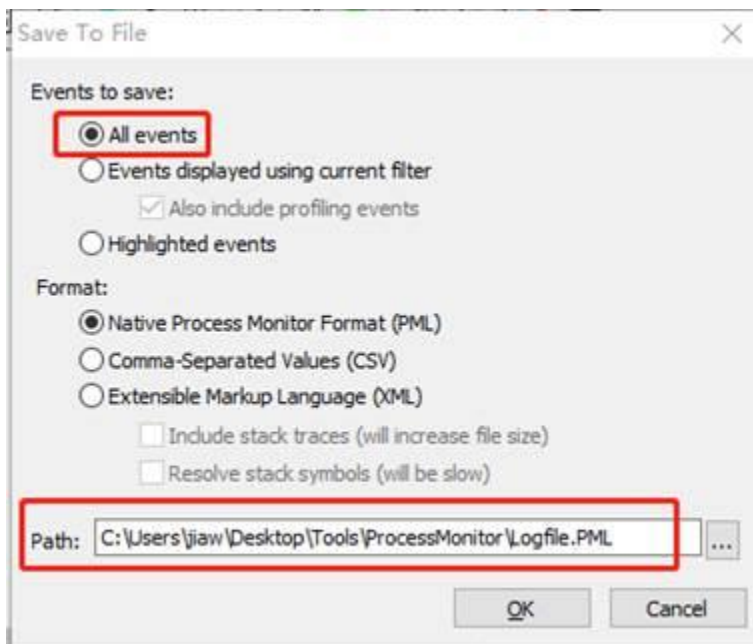 Save To File
Events to save:
All events
Events displayed using current filter
Also include profiling events
Highlighted events
Format:
Native Process Monitor Format (PML)
Comma-Separated Values (CSV)
Extensible Markup Language (XML)
Include stack traces (will increase file size)
Resolve stack symbols (will be slow)
Path: C:\Users\jiaw\Desktop\Tools\ProcessMonitor\Logfile.PML ...
OK Cancel